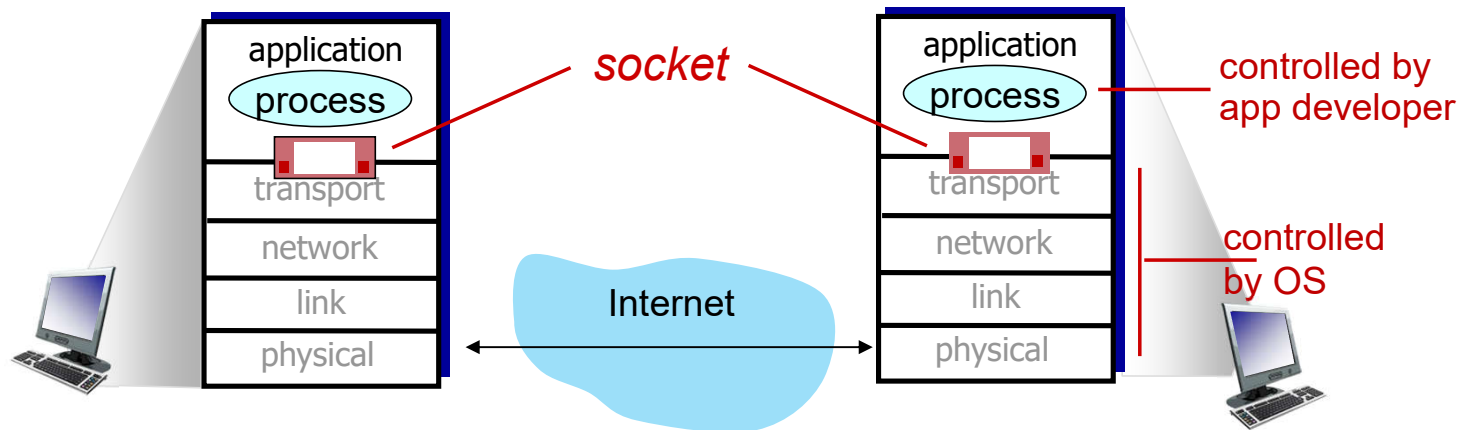 application
process
transport
network
link
physical
socket
Internet
application
process
transport
network
link
physical
controlled by
app developer
controlled
by OS